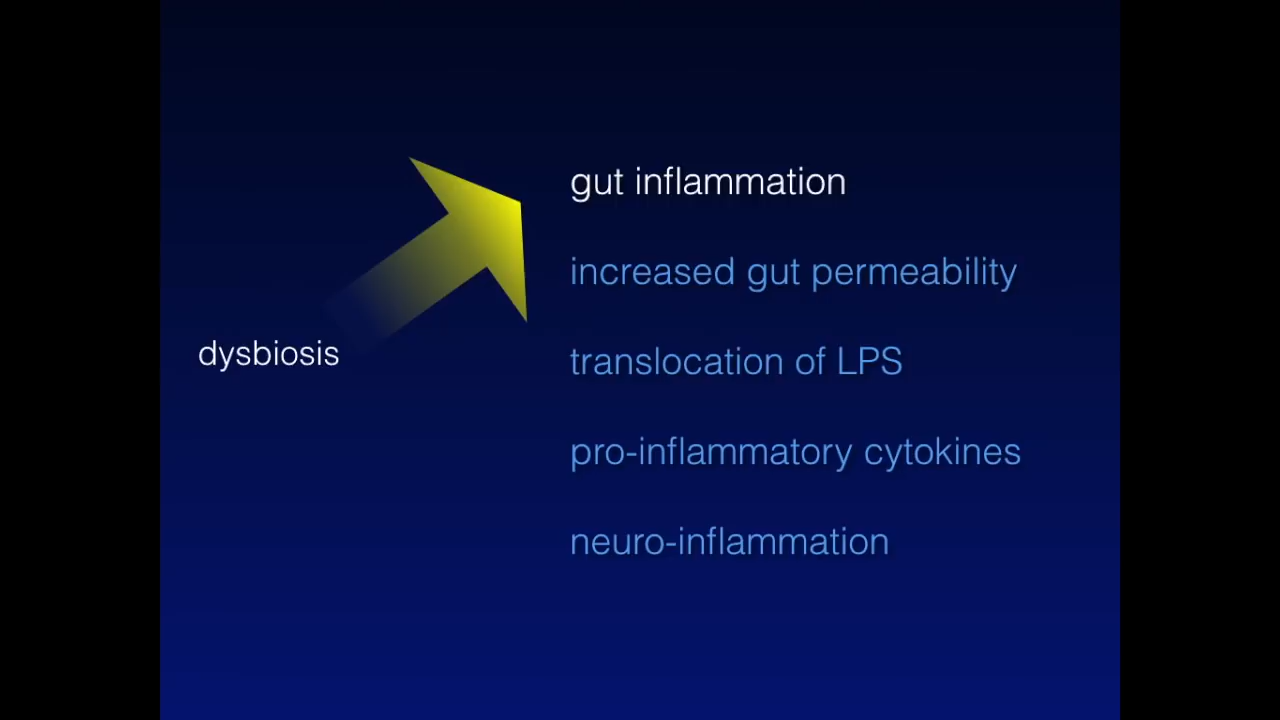 gut inflammation
increased gut permeability
dysbiosis
translocation of LPS
pro-inflammatory cytokines
neuro-inflammation